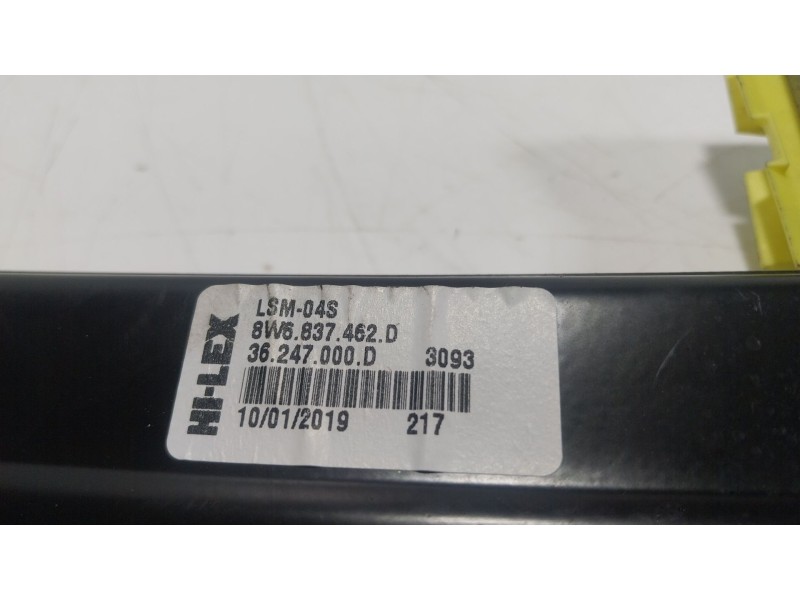 HI-LEX
LSM-04S
8W6.837.462.D
36.247.000.D 3093
10/01/2019 217